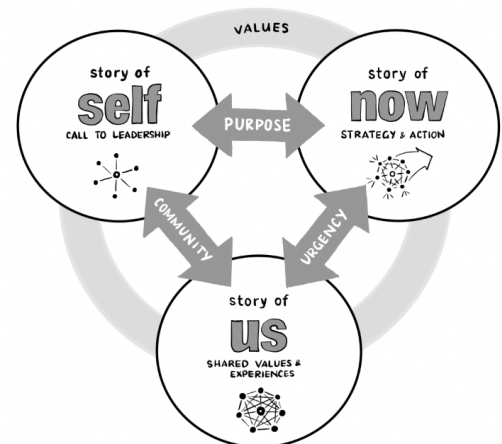 VALUES
story of
self
CALL TO LEADERSHIP
PURPOSE
story of
now
STRATEGY & ACTION
COMMUNITY
URGENCY
story of
us
SHARED VALUES &
EXPERIENCES